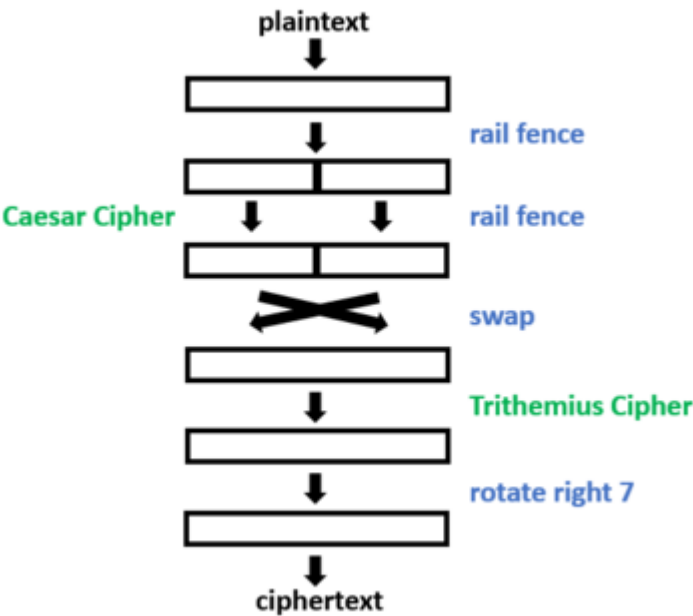 plaintext
rail fence
Caesar Cipher
rail fence
swap
Trithemius Cipher
rotate right 7
ciphertext